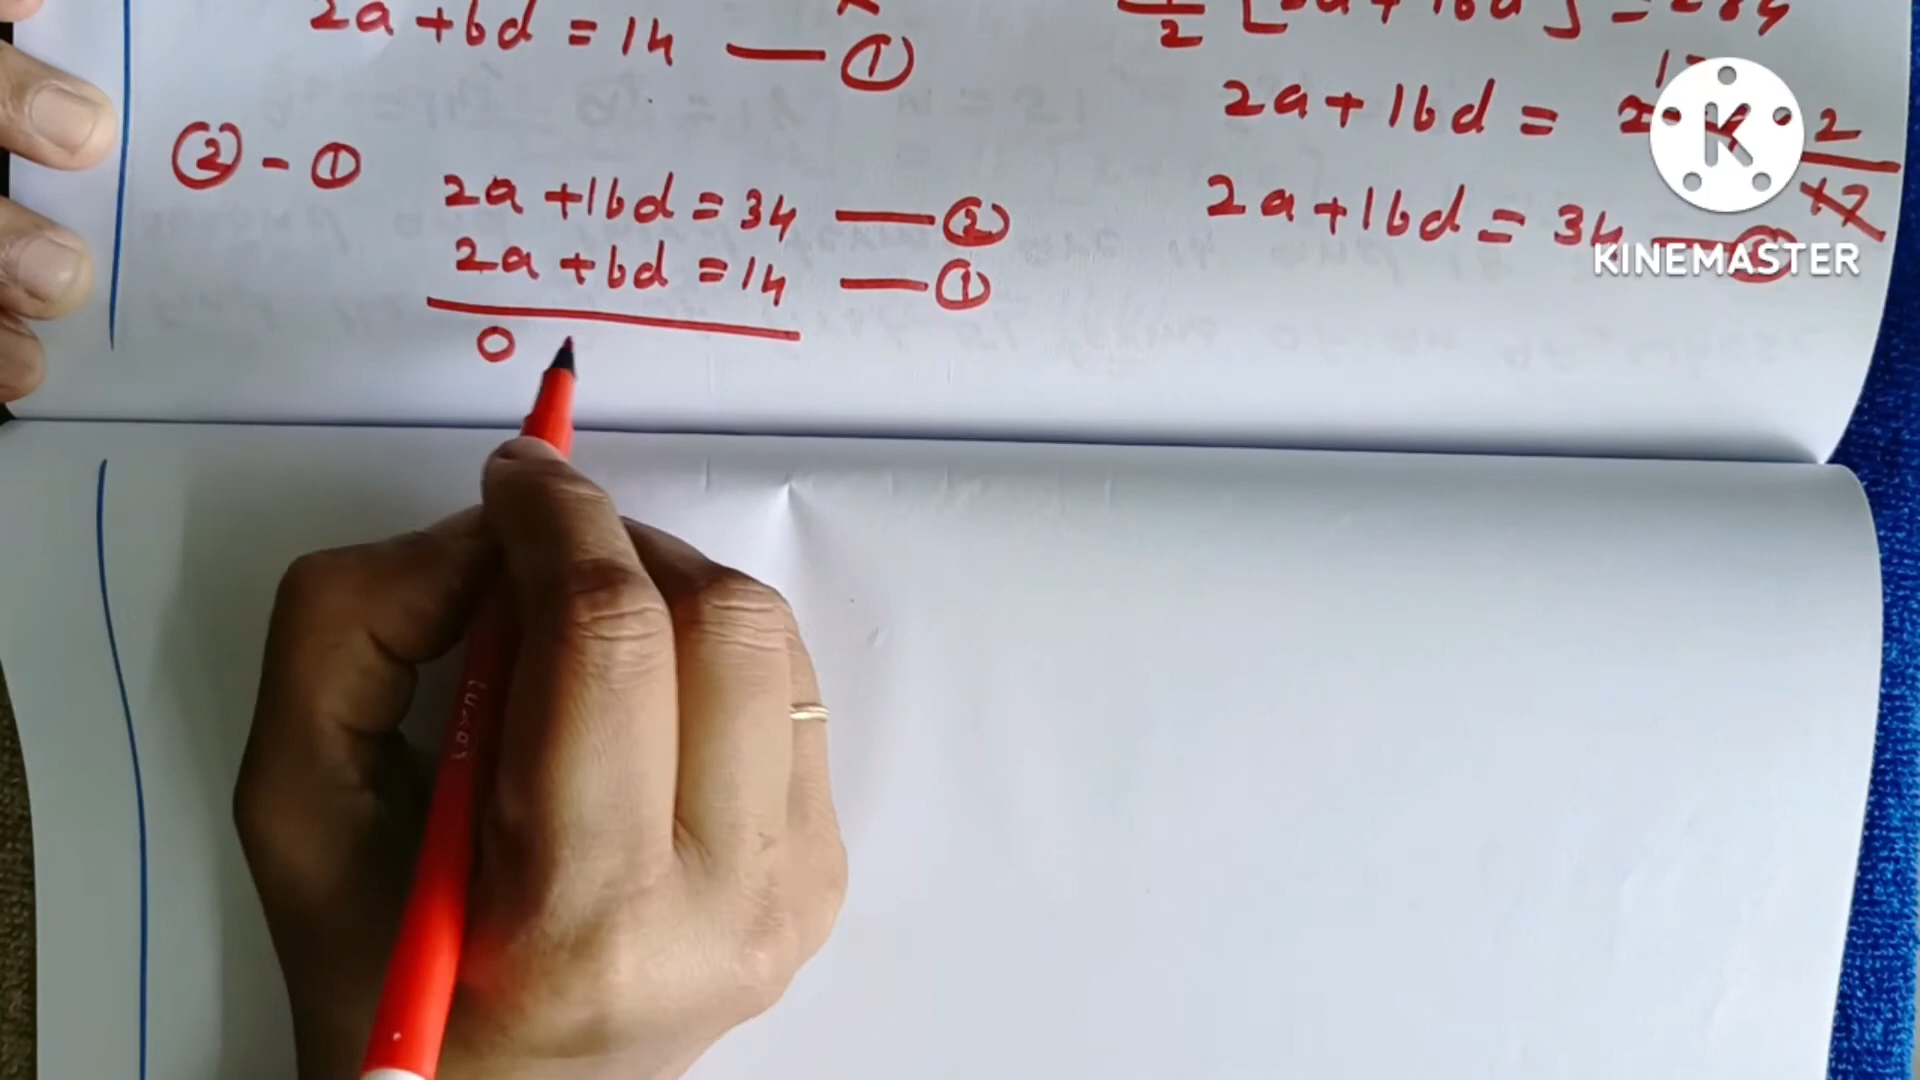 2a + 6d = 14 — ①
2a + 16d =
2a + 16d = 34
② - ①
2a + 16d = 34 — ②
2a + 6d = 14 — ①
0
KINEMASTER
Luxor